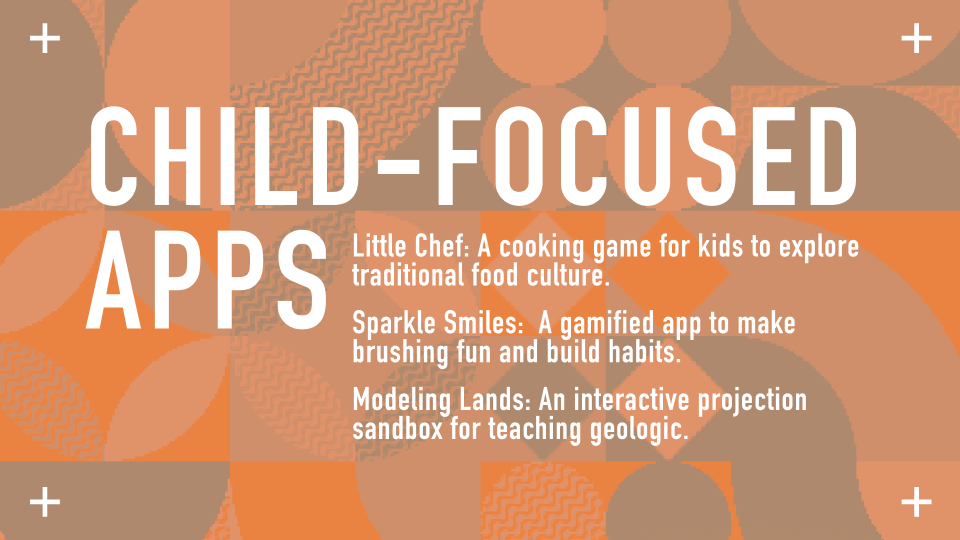 CHILD-FOCUSED
APPS
Little Chef: A cooking game for kids to explore
traditional food culture.
Sparkle Smiles:  A gamified app to make
brushing fun and build habits.
Modeling Lands: An interactive projection
sandbox for teaching geologic.